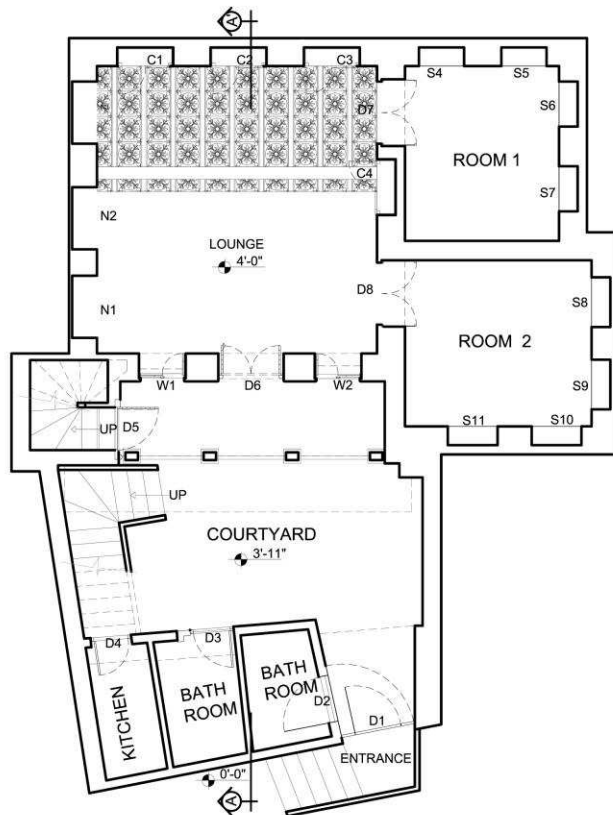 A'
C1 C2 C3
S4 S5
S6
D7
ROOM 1
C4
S7
N2
LOUNGE
4'-0"
D8
S8
N1
ROOM 2
S9
W1 D6 W2
S11 S10
UP D5
UP
COURTYARD
3'-11"
D4 D3
KITCHEN
BATH
ROOM
BATH
ROOM
D2
D1
ENTRANCE
0'-0"
A'